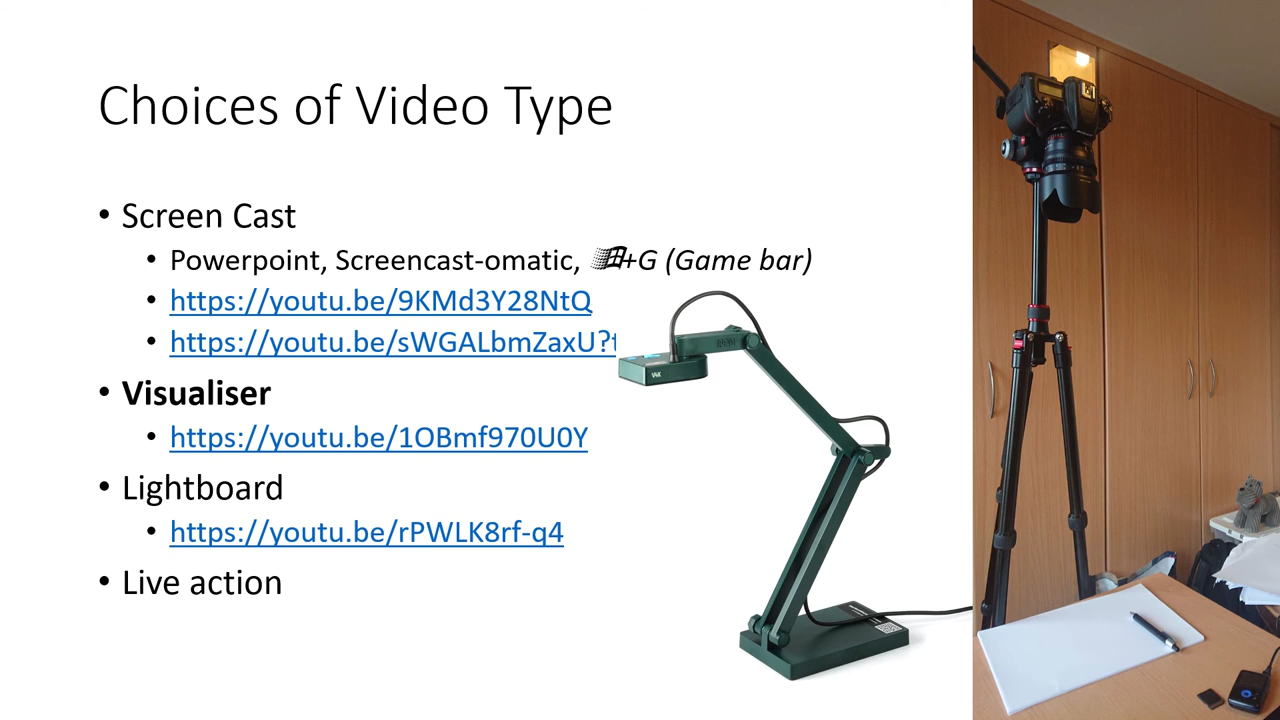 Choices of Video Type
• Screen Cast
• Powerpoint, Screencast-omatic, +G (Game bar)
• https://youtu.be/9KMd3Y28NtQ
• https://youtu.be/sWGALbmZaxU?
• Visualiser
• https://youtu.be/1OBmf970U0Y
• Lightboard
• https://youtu.be/rPWLK8rf-q4
• Live action